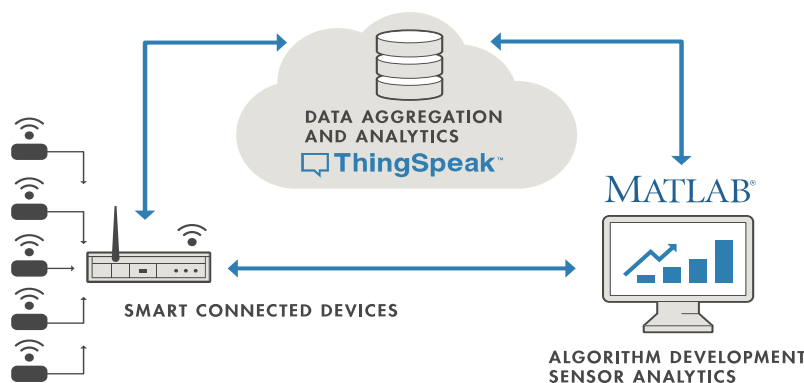 DATA AGGREGATION
AND ANALYTICS
ThingSpeak™
MATLAB®
SMART CONNECTED DEVICES
ALGORITHM DEVELOPMENT
SENSOR ANALYTICS